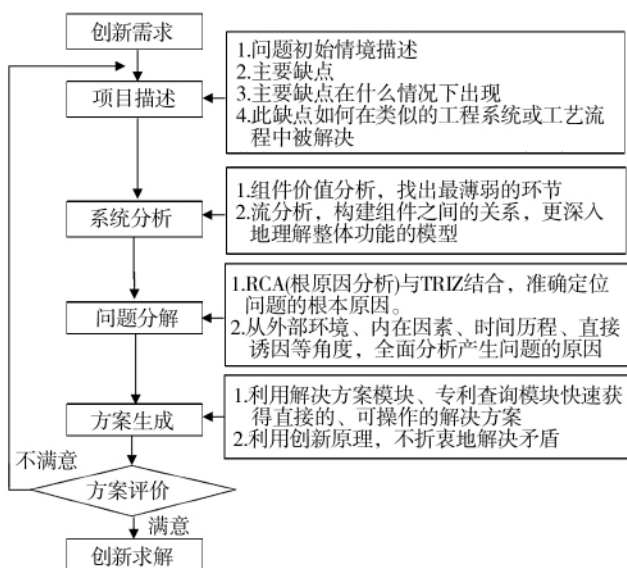 创新需求
项目描述
1.问题初始情境描述
2.主要缺点
3.主要缺点在什么情况下出现
4.此缺点如何在类似的工程系统或工艺流
程中被解决
系统分析
1.组件价值分析，找出最薄弱的环节
2.流分析，构建组件之间的关系，更深入
地理解整体功能的模型
问题分解
1.RCA(根原因分析)与TRIZ结合，准确定位
问题的根本原因。
2.从外部环境、内在因素、时间历程、直接
诱因等角度，全面分析产生问题的原因
方案生成
1.利用解决方案模块、专利查询模块快速获
得直接的、可操作的解决方案
2.利用创新原理，不折衷地解决矛盾
不满意
方案评价
满意
创新求解